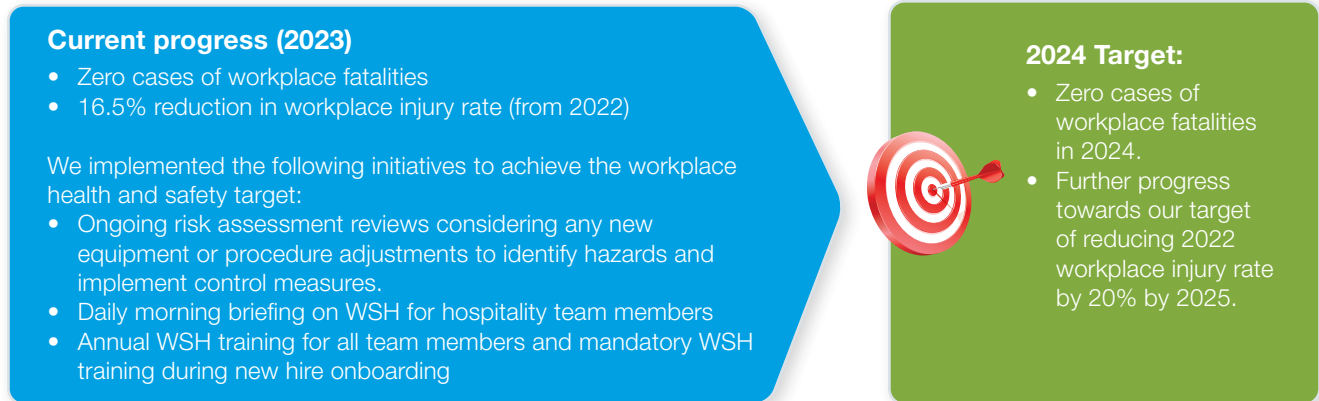 Current progress (2023)
• Zero cases of workplace fatalities
• 16.5% reduction in workplace injury rate (from 2022)
We implemented the following initiatives to achieve the workplace
health and safety target:
• Ongoing risk assessment reviews considering any new
equipment or procedure adjustments to identify hazards and
implement control measures.
• Daily morning briefing on WSH for hospitality team members
• Annual WSH training for all team members and mandatory WSH
training during new hire onboarding
2024 Target:
• Zero cases of
workplace fatalities
in 2024.
• Further progress
towards our target
of reducing 2022
workplace injury rate
by 20% by 2025.